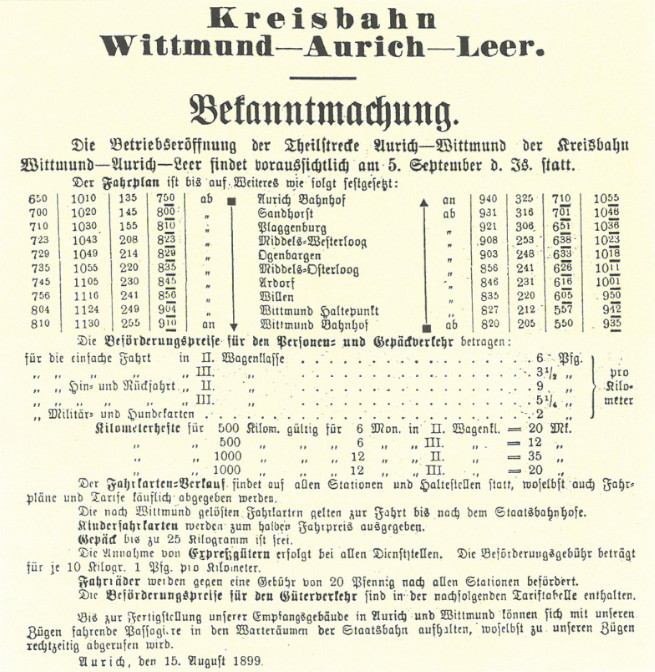 Kreisbahn
Wittmund—Aurich—Leer.
Bekanntmachung.
Die Betriebseröffnung der Theilstrecke Aurich—Wittmund der Kreisbahn
Wittmund—Aurich—Leer findet voraussichtlich am 5. September d. Js. statt.
Der Fahrplan ist bis auf Weiteres wie folgt festgesetzt:
650 1010 135 750 ab Aurich Bahnhof an 940 325 710 1055
700 1020 145 800 „ Sandhorst ab 931 316 701 1046
710 1030 155 810 „ Plaggenburg „ 921 306 651 1036
723 1043 208 823 „ Middels-Westerloog „ 908 253 638 1023
729 1049 214 829 „ Ogenbargen „ 903 248 633 1018
735 1055 220 835 „ Middels-Osterloog „ 856 241 626 1011
745 1105 230 845 „ Ardorf „ 846 231 616 1001
756 1116 241 856 „ Willen „ 835 220 605 950
804 1124 249 904 „ Wittmund Haltepunkt „ 827 212 557 942
810 1130 255 910 an Wittmund Bahnhof ab 820 205 550 935
Die Beförderungspreise für den Personen- und Gepäckverkehr betragen:
für die einfache Fahrt in II. Wagenklasse . . . . . . . . . . . . 6 Pfg.
„ „ „ „ „ III. „ . . . . . . . . . . . . 3½ „ pro
„ „ Hin- und Rückfahrt „ II. „ . . . . . . . . . . . . 9 „ Kilo-
„ „ „ „ „ III. „ . . . . . . . . . . . . 5¼ „ meter
„ Militär- und Hundekarten . . . . . . . . . . . . 2 „
Kilometerhefte für 500 Kilom. gültig für 6 Mon. in II. Wagenkl. = 20 Mk.
„ „ 500 „ „ „ 6 „ „ III. „ = 12 „
„ „ 1000 „ „ „ 12 „ „ II. „ = 35 „
„ „ 1000 „ „ „ 12 „ „ III. „ = 20 „
Der Fahrkarten-Verkauf findet auf allen Stationen und Haltestellen statt, woselbst auch Fahr-
pläne und Tarife käuflich abgegeben werden.
Die nach Wittmund gelösten Fahrkarten gelten zur Fahrt bis nach dem Staatsbahnhofe.
Kinderfahrkarten werden zum halben Fahrpreis ausgegeben.
Gepäck bis zu 25 Kilogramm ist frei.
Die Annahme von Expreßgütern erfolgt bei allen Dienststellen. Die Beförderungsgebühr beträgt
für je 10 Kilogr. 1 Pfg. pro Kilometer.
Fahrräder werden gegen eine Gebühr von 20 Pfennig nach allen Stationen befördert.
Die Beförderungspreise für den Güterverkehr sind in der nachfolgenden Tariftabelle enthalten.
Bis zur Fertigstellung unserer Empfangsgebäude in Aurich und Wittmund können sich mit unseren
Zügen fahrende Passagire in den Warteräumen der Staatsbahn aufhalten, woselbst zu unseren Zügen
rechtzeitig abgerufen wird.
Aurich, den 15. August 1899.